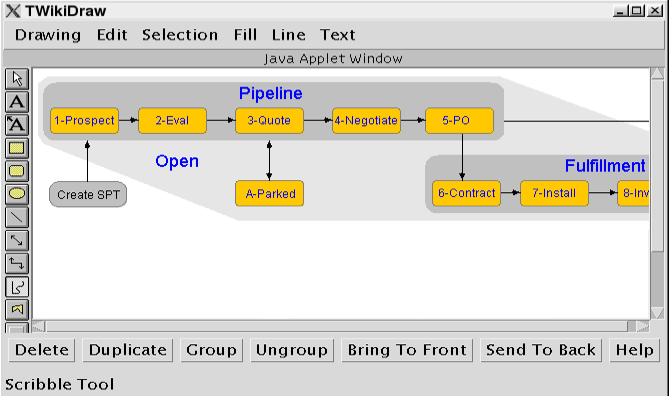 TWikiDraw
Drawing Edit Selection Fill Line Text
Java Applet Window
Pipeline
1-Prospect 2-Eval 3-Quote 4-Negotiate 5-PO
Open
Fulfillment
Create SPT A-Parked 6-Contract 7-Install 8-Inv
A
A
Delete Duplicate Group Ungroup Bring To Front Send To Back Help
Scribble Tool